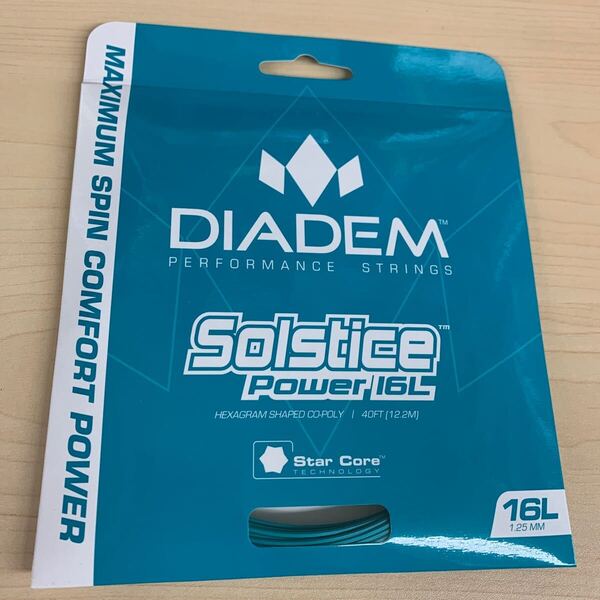 MAXIMUM SPIN COMFORT POWER
DIADEM™
PERFORMANCE STRINGS
Solstice™
Power 16L
HEXAGRAM SHAPED CO-POLY | 40FT (12.2M)
Star Core™
TECHNOLOGY
16L
1.25 MM